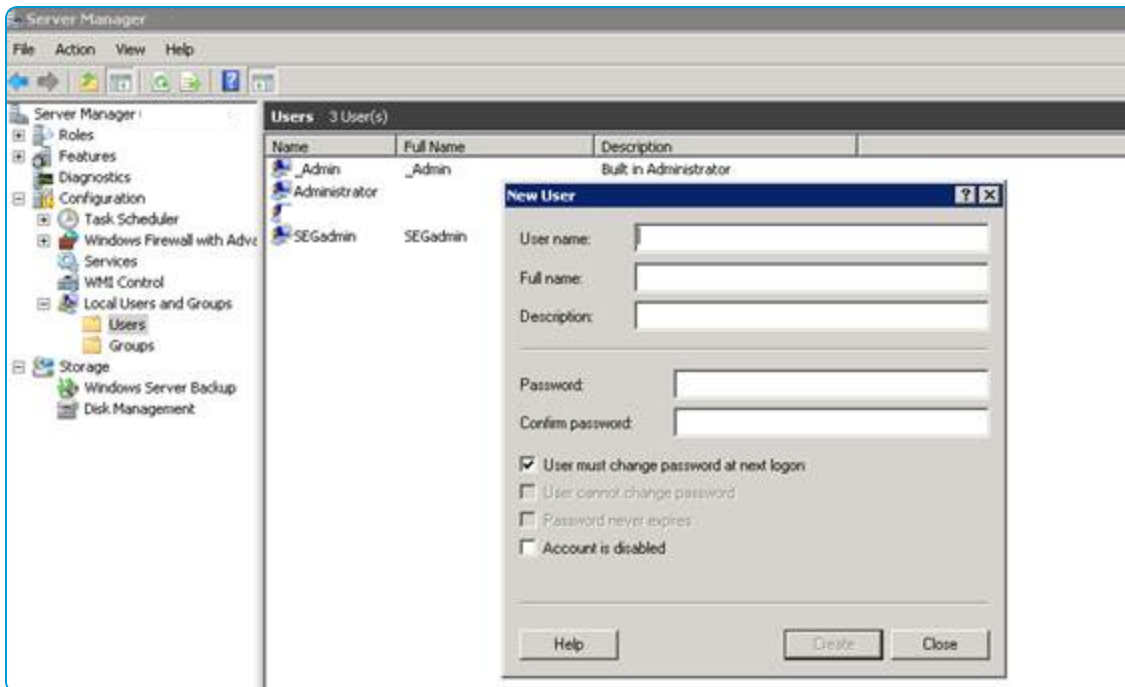 Server Manager
File Action View Help
Server Manager
Roles
Features
Diagnostics
Configuration
Task Scheduler
Windows Firewall with Adva
Services
WMI Control
Local Users and Groups
Users
Groups
Storage
Windows Server Backup
Disk Management
Users 3 User(s)
Name Full Name Description
_Admin _Admin Built in Administrator
Administrator
SEGadmin SEGadmin
New User
User name:
Full name:
Description:
Password:
Confirm password:
User must change password at next logon
User cannot change password
Password never expires
Account is disabled
Help Create Close